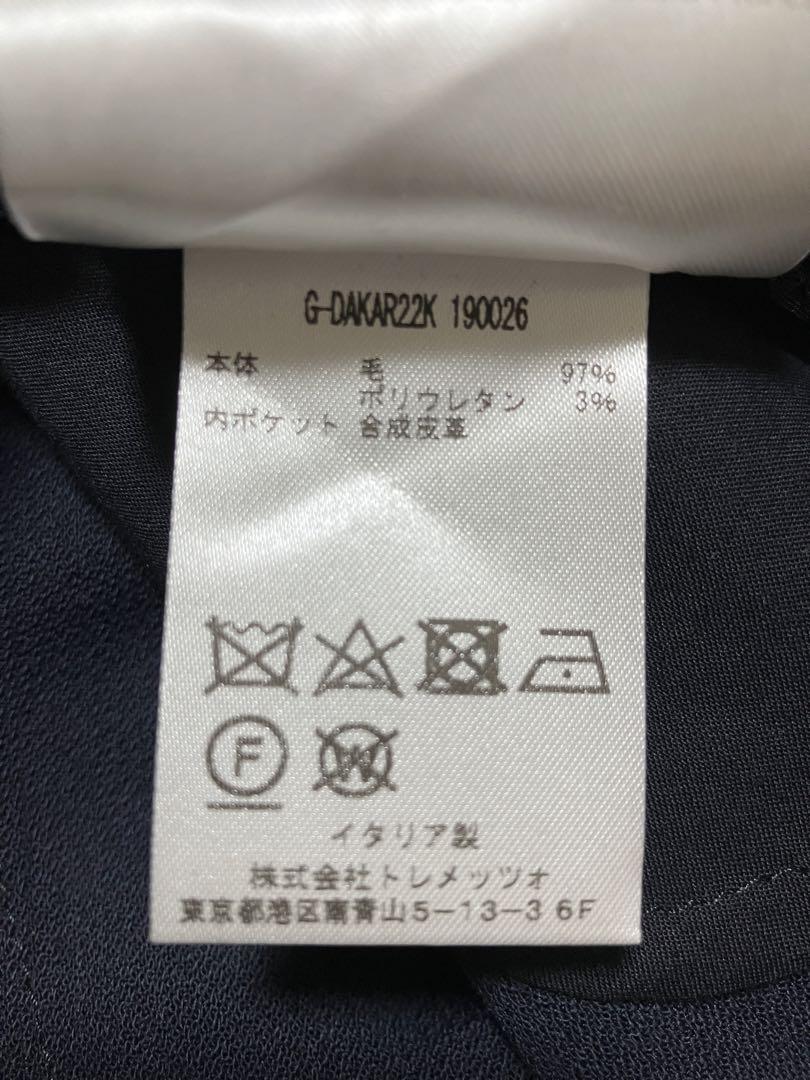 G-DAKAR22K 190026
本体 毛 97%
ポリウレタン 3%
内ポケット 合成皮革
F W
イタリア製
株式会社トレメッツォ
東京都港区南青山5-13-3 6F